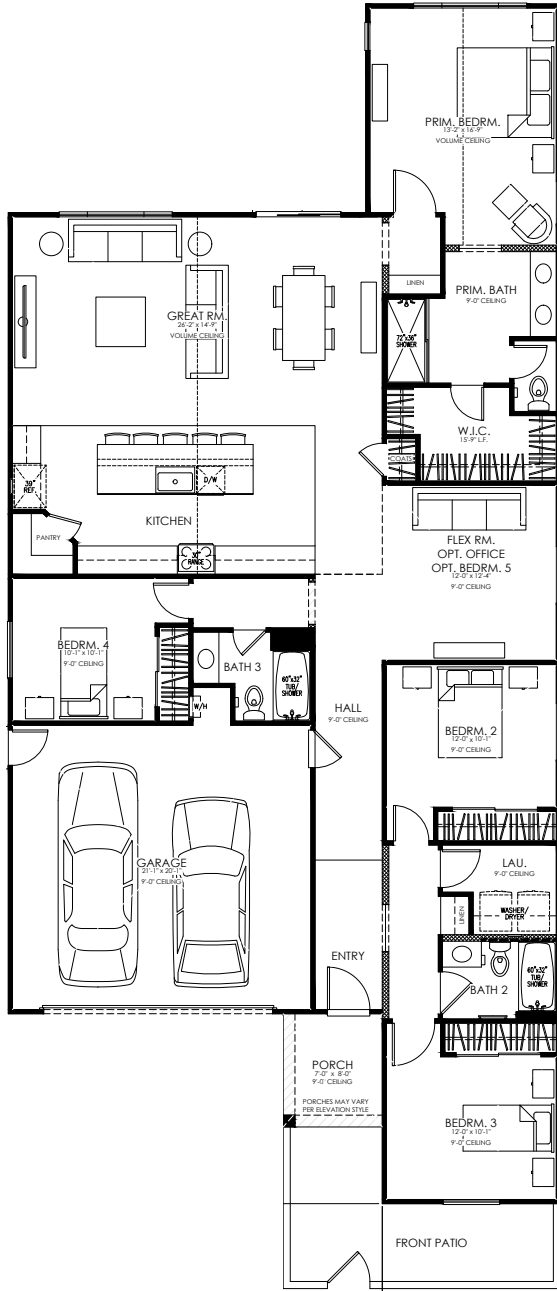 PRIM. BEDRM.
13'-2" x 16'-9"
VOLUME CEILING
LINEN
PRIM. BATH
9'-0" CEILING
72"x36"
SHOWER
GREAT RM.
26'-2" x 14'-9"
VOLUME CEILING
W.I.C.
15'-9" L.F.
COATS
39"
REF.
D/W
KITCHEN
PANTRY
30"
RANGE
FLEX RM.
OPT. OFFICE
OPT. BEDRM. 5
12'-0" x 12'-4"
9'-0" CEILING
BEDRM. 4
10'-1" x 10'-1"
9'-0" CEILING
BATH 3
60"x32"
TUB/
SHOWER
W/H
HALL
9'-0" CEILING
BEDRM. 2
12'-0" x 10'-1"
9'-0" CEILING
GARAGE
21'-1" x 20'-1"
9'-0" CEILING
LAU.
9'-0" CEILING
WASHER/
DRYER
LINEN
ENTRY
BATH 2
60"x32"
TUB/
SHOWER
PORCH
7'-0" x 8'-0"
9'-0" CEILING
PORCHES MAY VARY
PER ELEVATION STYLE
BEDRM. 3
12'-0" x 10'-1"
9'-0" CEILING
FRONT PATIO